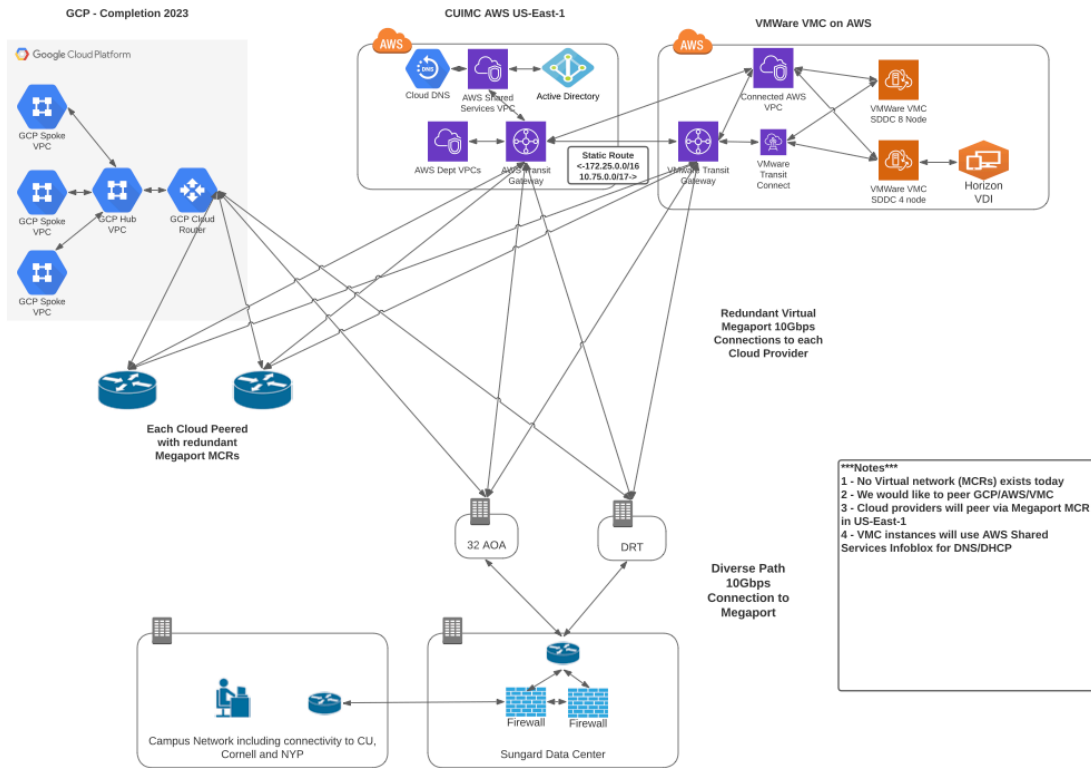 GCP - Completion 2023
CUIMC AWS US-East-1
VMWare VMC on AWS
Google Cloud Platform
GCP Spoke
VPC
GCP Spoke
VPC
GCP Spoke
VPC
GCP Hub
VPC
GCP Cloud
Router
AWS
DNS
Cloud DNS
AWS Shared
Services VPC
Active Directory
AWS Dept VPCs
AWS Transit
Gateway
Static Route
<-172.25.0.0/16
10.75.0.0/17->
AWS
Connected AWS
VPC
VMware VMC
SDDC 8 Node
VMware Transit
Gateway
VMware
Transit
Connect
VMware VMC
SDDC 4 node
Horizon
VDI
Redundant Virtual
Megaport 10Gbps
Connections to each
Cloud Provider
Each Cloud Peered
with redundant
Megaport MCRs
***Notes***
1 - No Virtual network (MCRs) exists today
2 - We would like to peer GCP/AWS/VMC
3 - Cloud providers will peer via Megaport MCR
in US-East-1
4 - VMC instances will use AWS Shared
Services Infoblox for DNS/DHCP
32 AOA
DRT
Diverse Path
10Gbps
Connection to
Megaport
Firewall
Firewall
Campus Network including connectivity to CU,
Cornell and NYP
Sungard Data Center